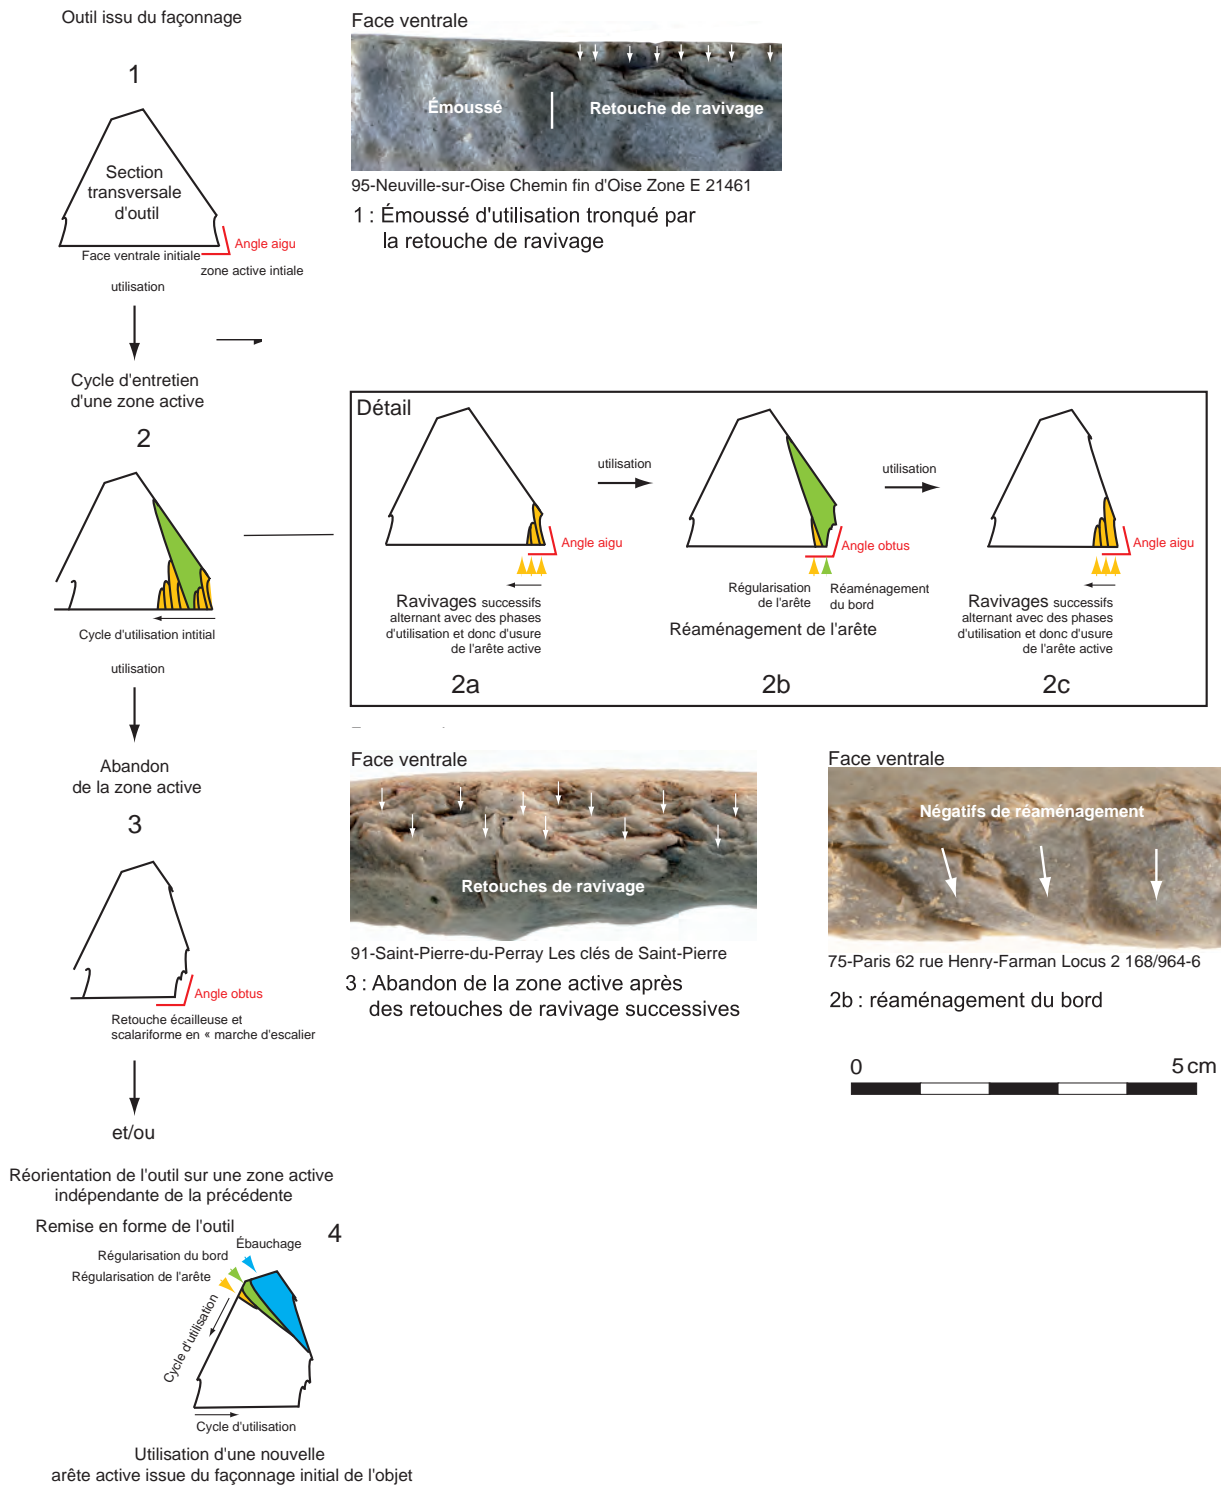 Outil issu du façonnage
1
Section
transversale
d'outil
Face ventrale initiale
Angle aigu
zone active intiale
utilisation
Cycle d'entretien
d'une zone active
2
Cycle d'utilisation intitial
utilisation
Abandon
de la zone active
3
Angle obtus
Retouche écailleuse et
scalariforme en « marche d'escalier
et/ou
Réorientation de l'outil sur une zone active
indépendante de la précédente
Remise en forme de l'outil
4
Ébauchage
Régularisation du bord
Régularisation de l'arête
Cycle d'utilisation
Cycle d'utilisation
Utilisation d'une nouvelle
arête active issue du façonnage initial de l'objet
Face ventrale
Émoussé
Retouche de ravivage
95-Neuville-sur-Oise Chemin fin d'Oise Zone E 21461
1 : Émoussé d'utilisation tronqué par
la retouche de ravivage
Détail
utilisation
utilisation
Angle aigu
Angle obtus
Angle aigu
Ravivages successifs
alternant avec des phases
d'utilisation et donc d'usure
de l'arête active
2a
Régularisation
de l'arête
Réaménagement
du bord
Réaménagement de l'arête
2b
Ravivages successifs
alternant avec des phases
d'utilisation et donc d'usure
de l'arête active
2c
Face ventrale
Retouches de ravivage
91-Saint-Pierre-du-Perray Les clés de Saint-Pierre
3 : Abandon de la zone active après
des retouches de ravivage successives
Face ventrale
Négatifs de réaménagement
75-Paris 62 rue Henry-Farman Locus 2 168/964-6
2b : réaménagement du bord
0
5 cm